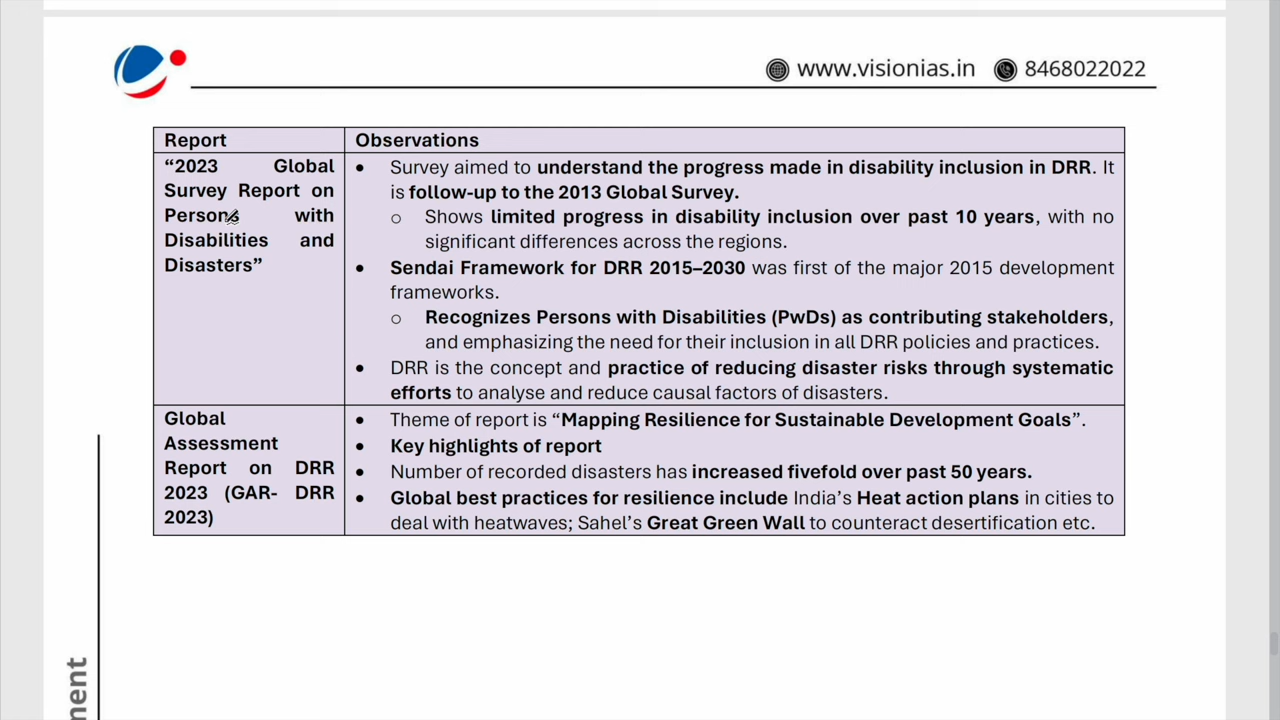 www.visionias.in 8468022022
Report
Observations
“2023 Global
Survey Report on
Persons with
Disabilities and
Disasters”
• Survey aimed to understand the progress made in disability inclusion in DRR. It
is follow-up to the 2013 Global Survey.
o Shows limited progress in disability inclusion over past 10 years, with no
significant differences across the regions.
• Sendai Framework for DRR 2015–2030 was first of the major 2015 development
frameworks.
o Recognizes Persons with Disabilities (PwDs) as contributing stakeholders,
and emphasizing the need for their inclusion in all DRR policies and practices.
• DRR is the concept and practice of reducing disaster risks through systematic
efforts to analyse and reduce causal factors of disasters.
Global
Assessment
Report on DRR
2023 (GAR- DRR
2023)
• Theme of report is “Mapping Resilience for Sustainable Development Goals”.
• Key highlights of report
• Number of recorded disasters has increased fivefold over past 50 years.
• Global best practices for resilience include India’s Heat action plans in cities to
deal with heatwaves; Sahel’s Great Green Wall to counteract desertification etc.
ment